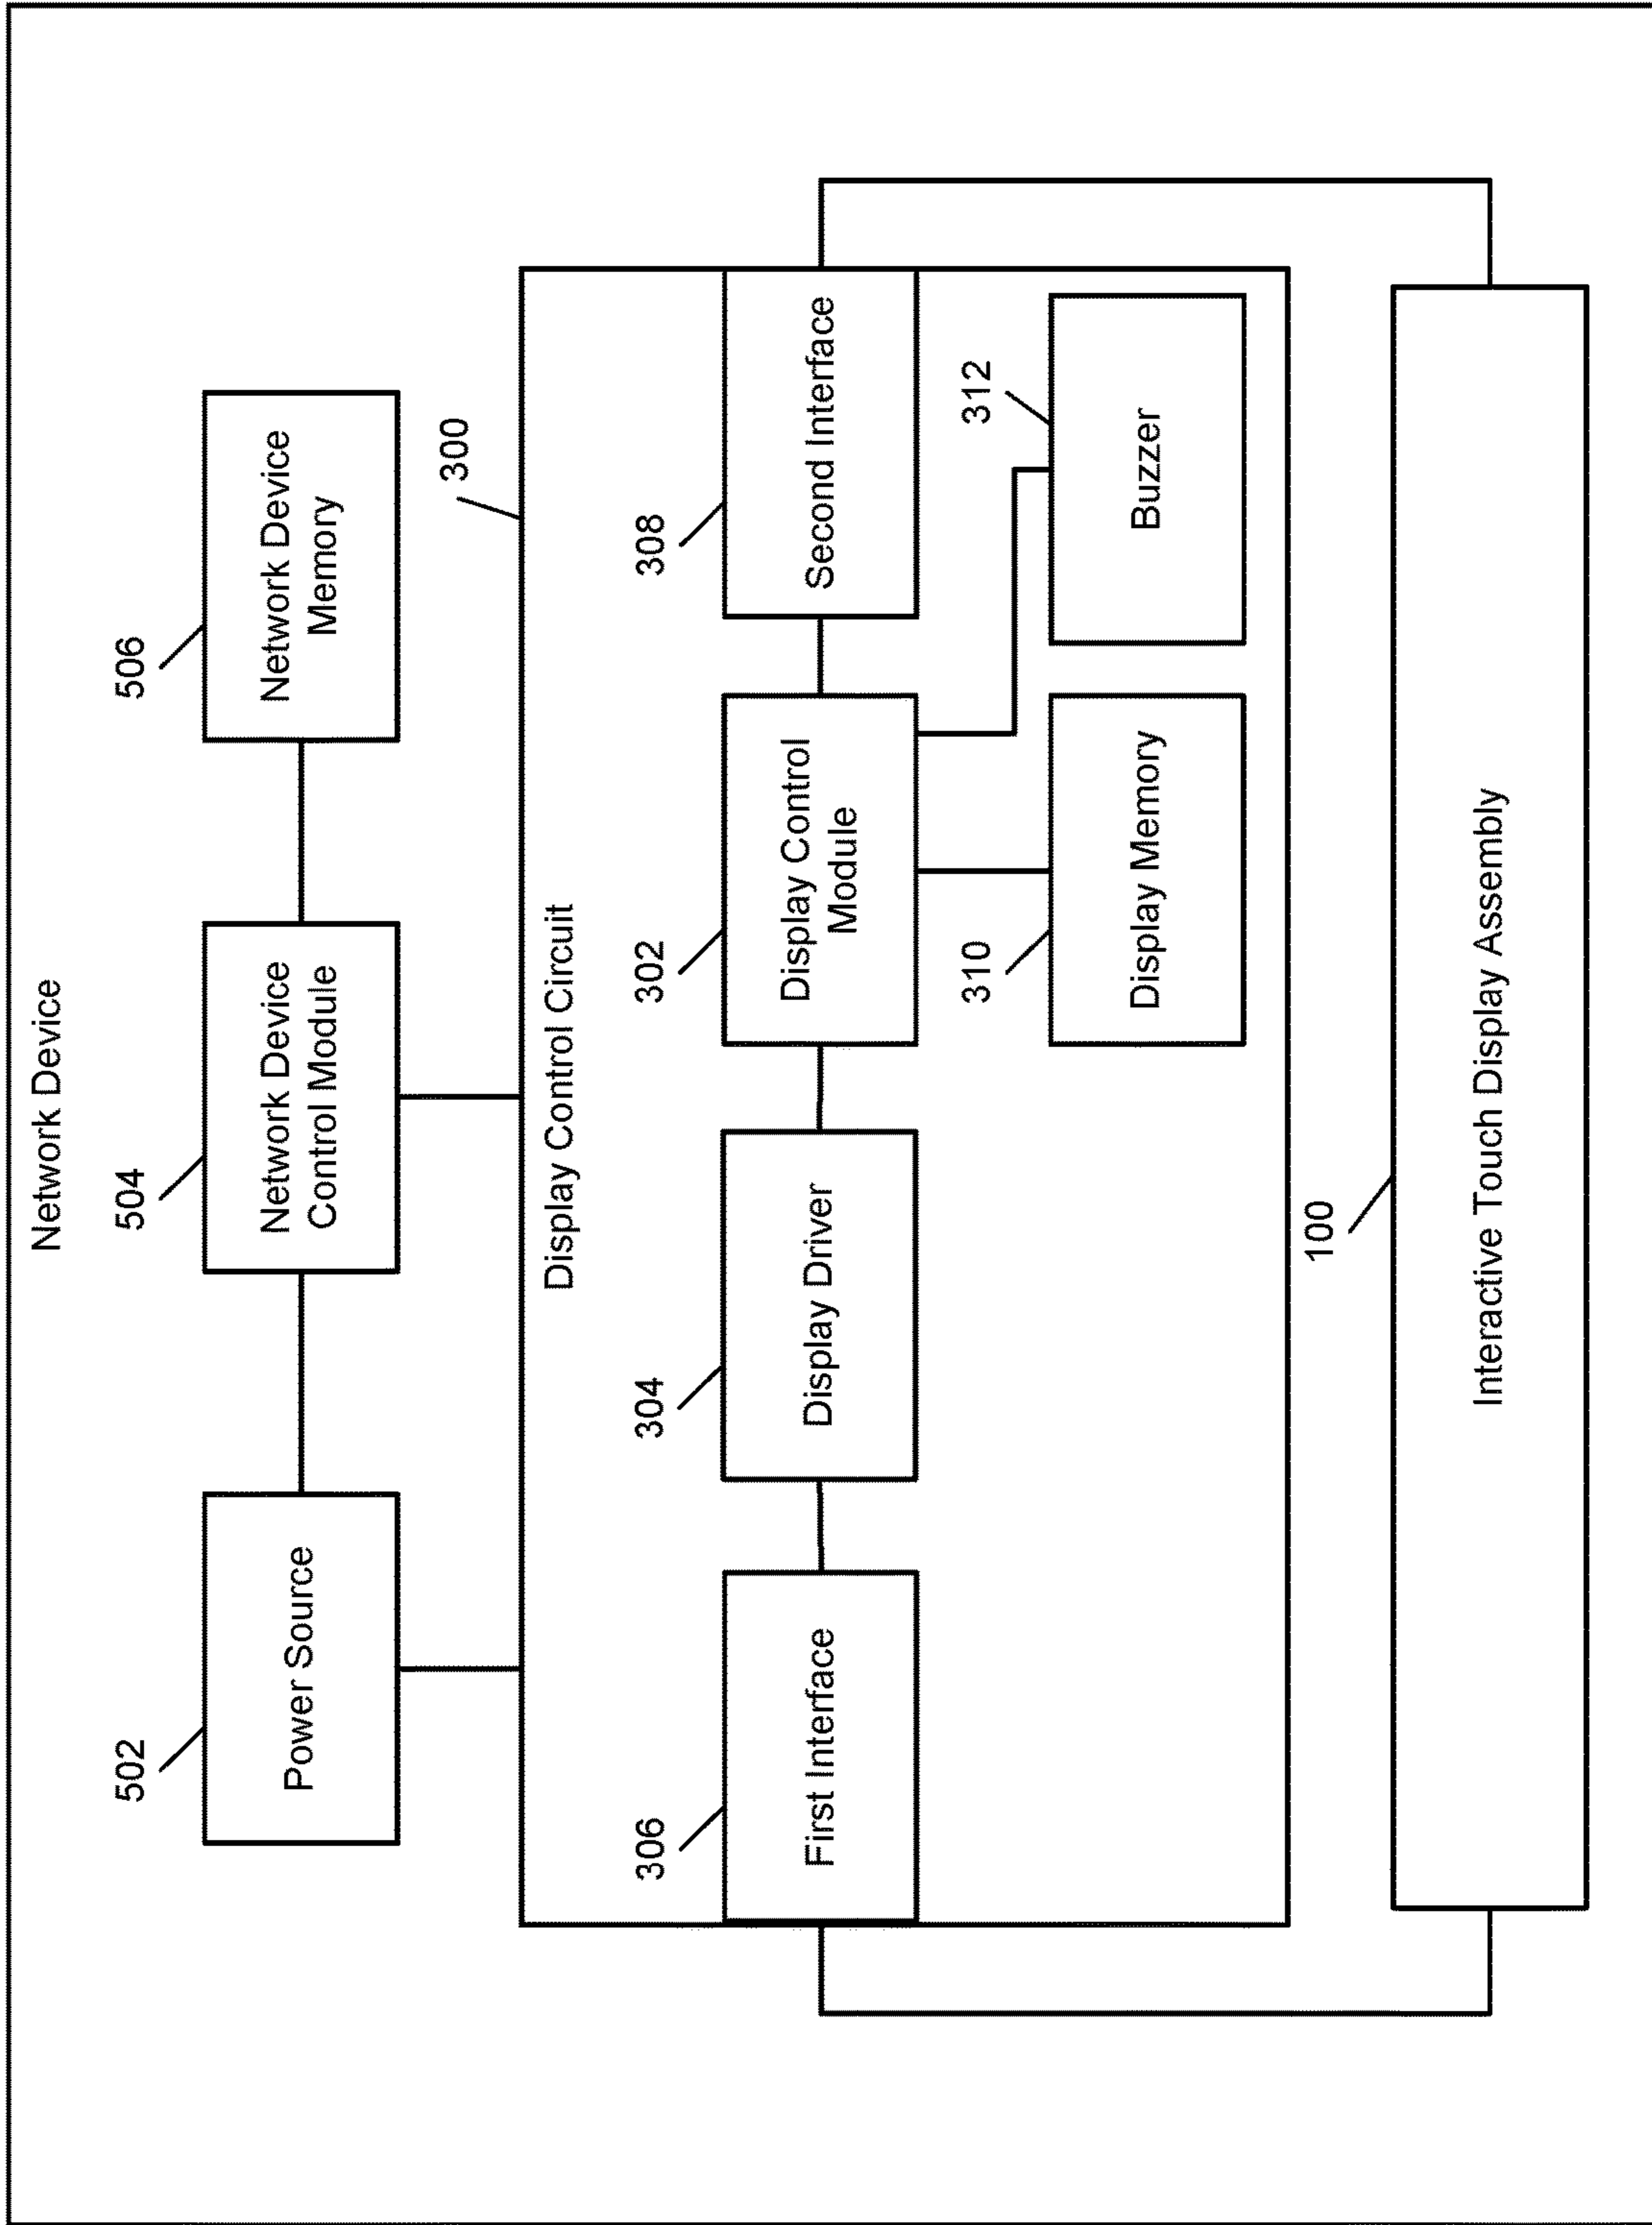 Network Device
502
504
506
Power Source
Network Device
Control Module
Network Device
Memory
300
Display Control Circuit
306
304
302
308
First Interface
Display Driver
Display Control
Module
Second Interface
310
312
Display Memory
Buzzer
100
Interactive Touch Display Assembly